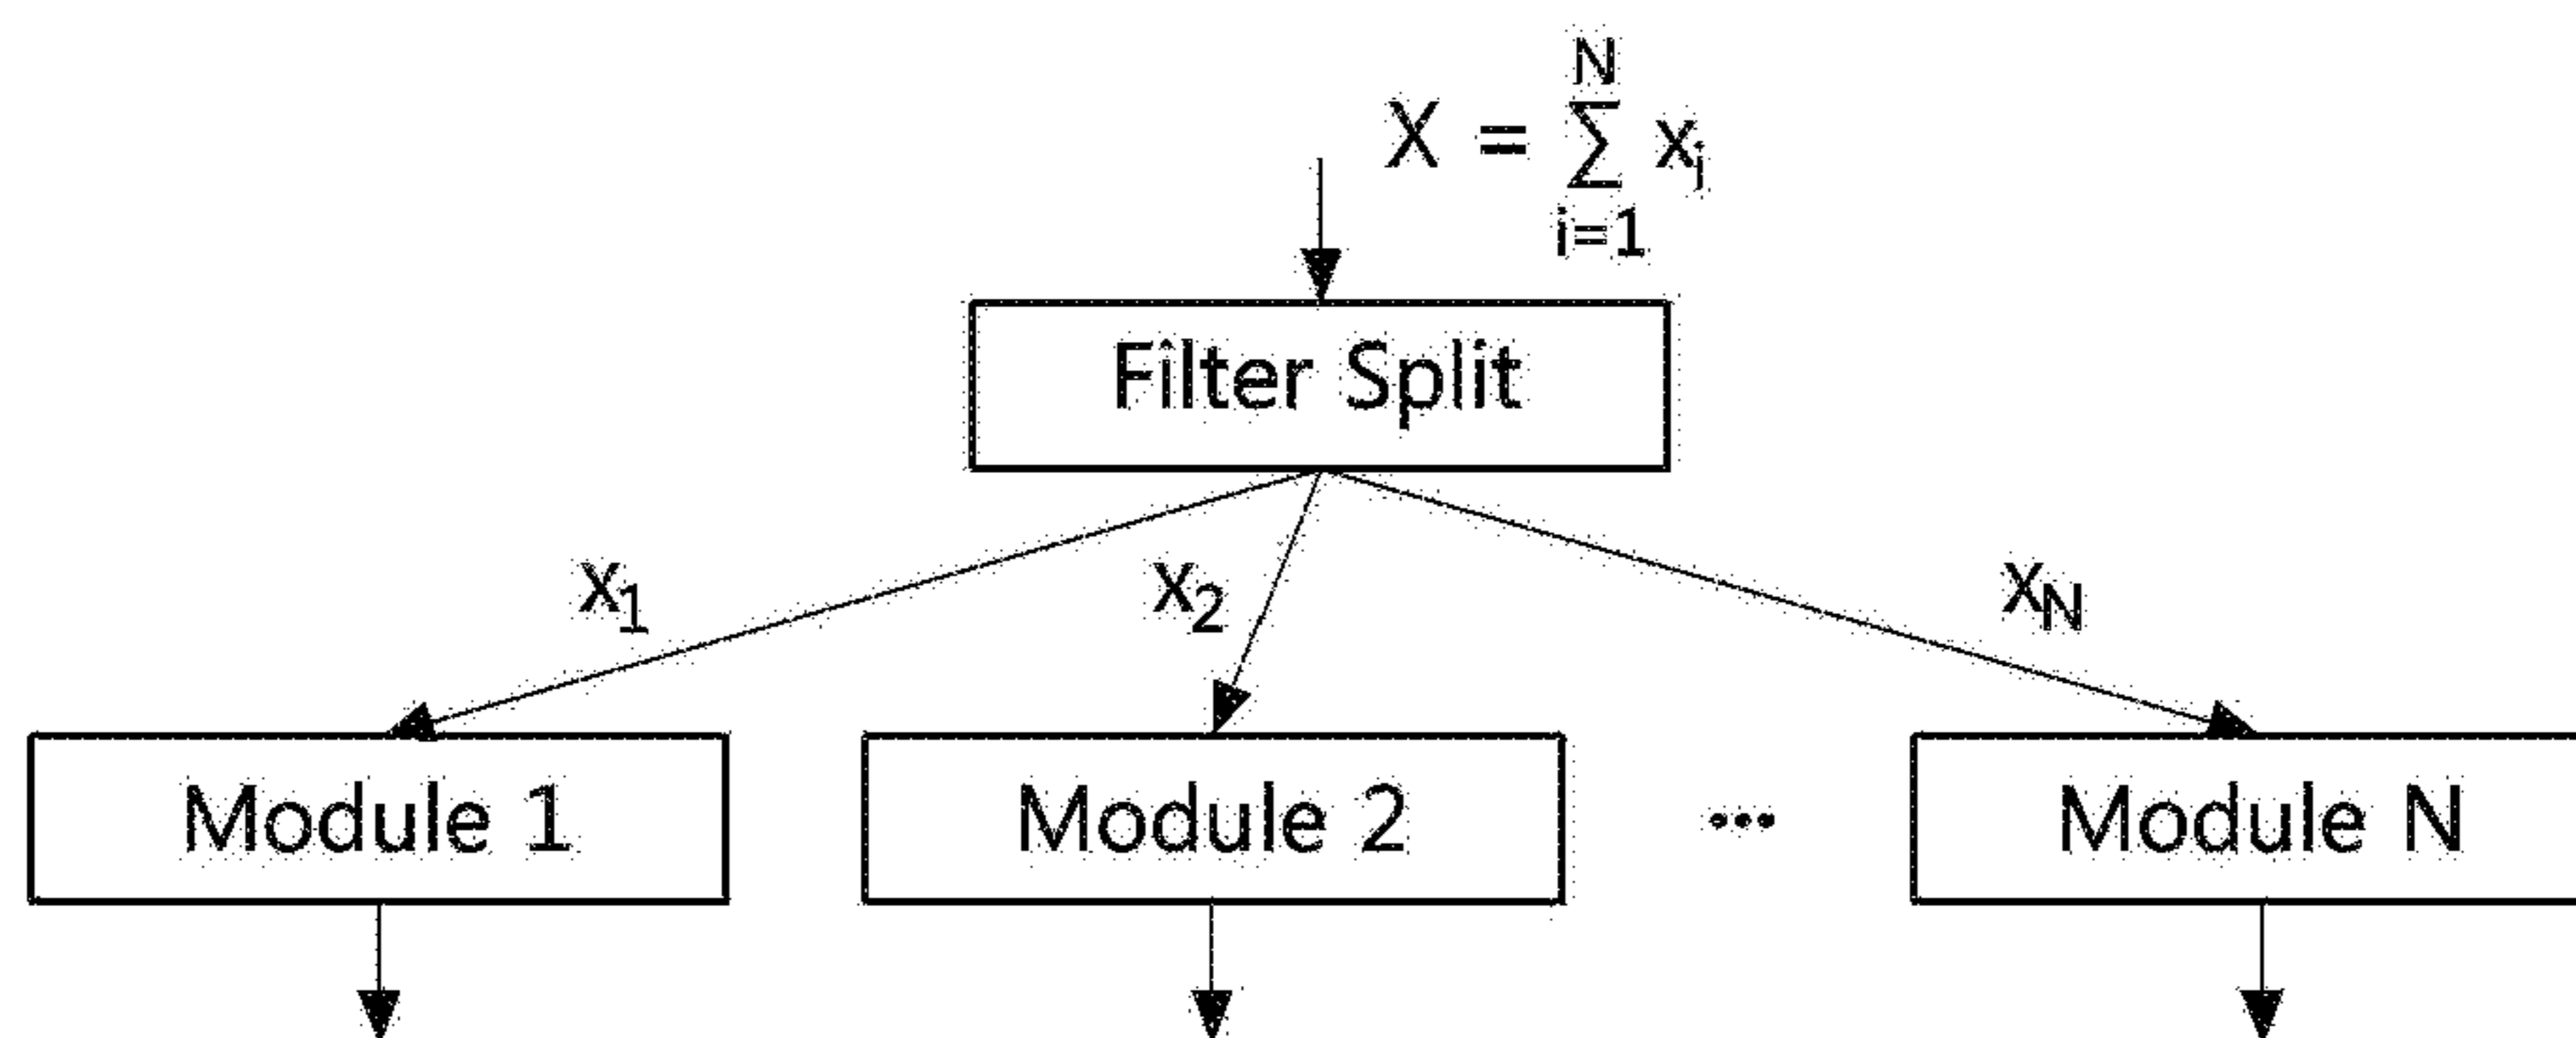 X = ∑_{i=1}^{N} x_i
Filter Split
x_1 x_2 x_N
Module 1 Module 2 ... Module N